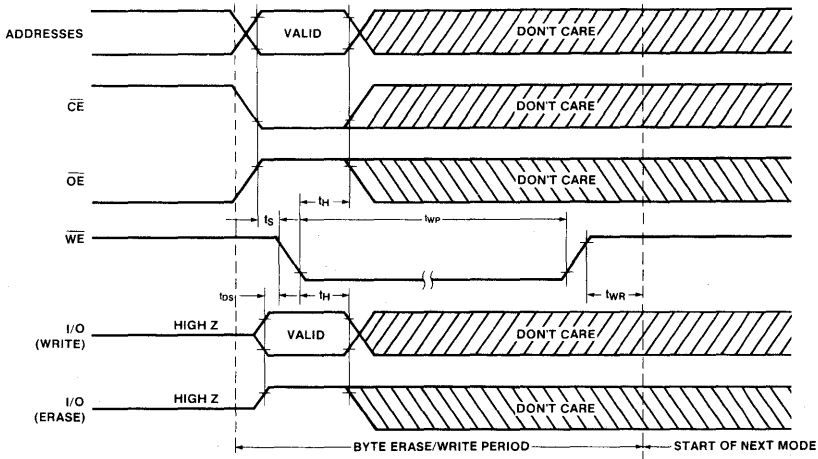 ADDRESSES
VALID
DON'T CARE
CE
DON'T CARE
OE
DON'T CARE
tH
tS
tWP
WE
tDS
tH
tWR
I/O
(WRITE)
HIGH Z
VALID
DON'T CARE
I/O
(ERASE)
HIGH Z
DON'T CARE
BYTE ERASE/WRITE PERIOD
START OF NEXT MODE